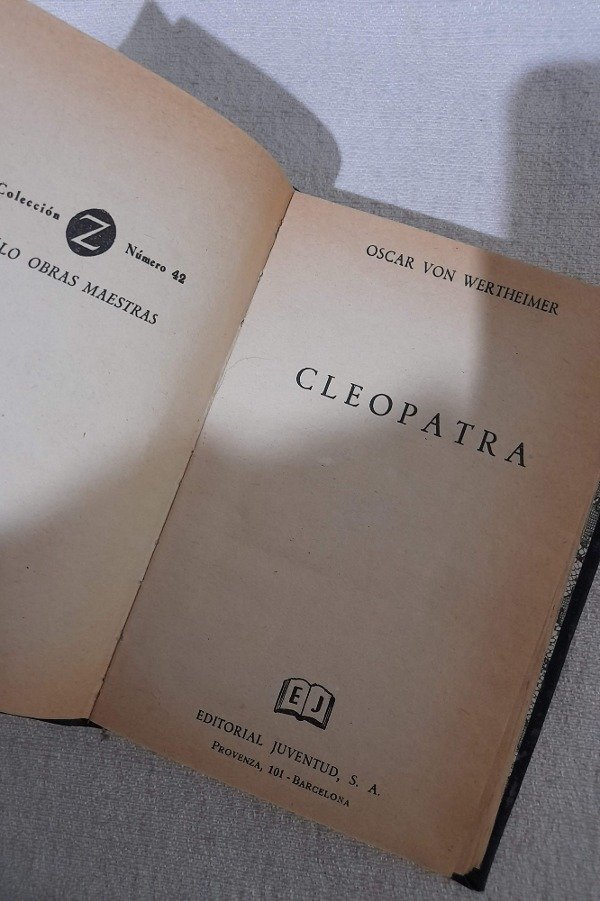 Colección Z Número 42
LO OBRAS MAESTRAS
OSCAR VON WERTHEIMER
CLEOPATRA
EJ
EDITORIAL JUVENTUD, S. A.
PROVENZA, 101 - BARCELONA